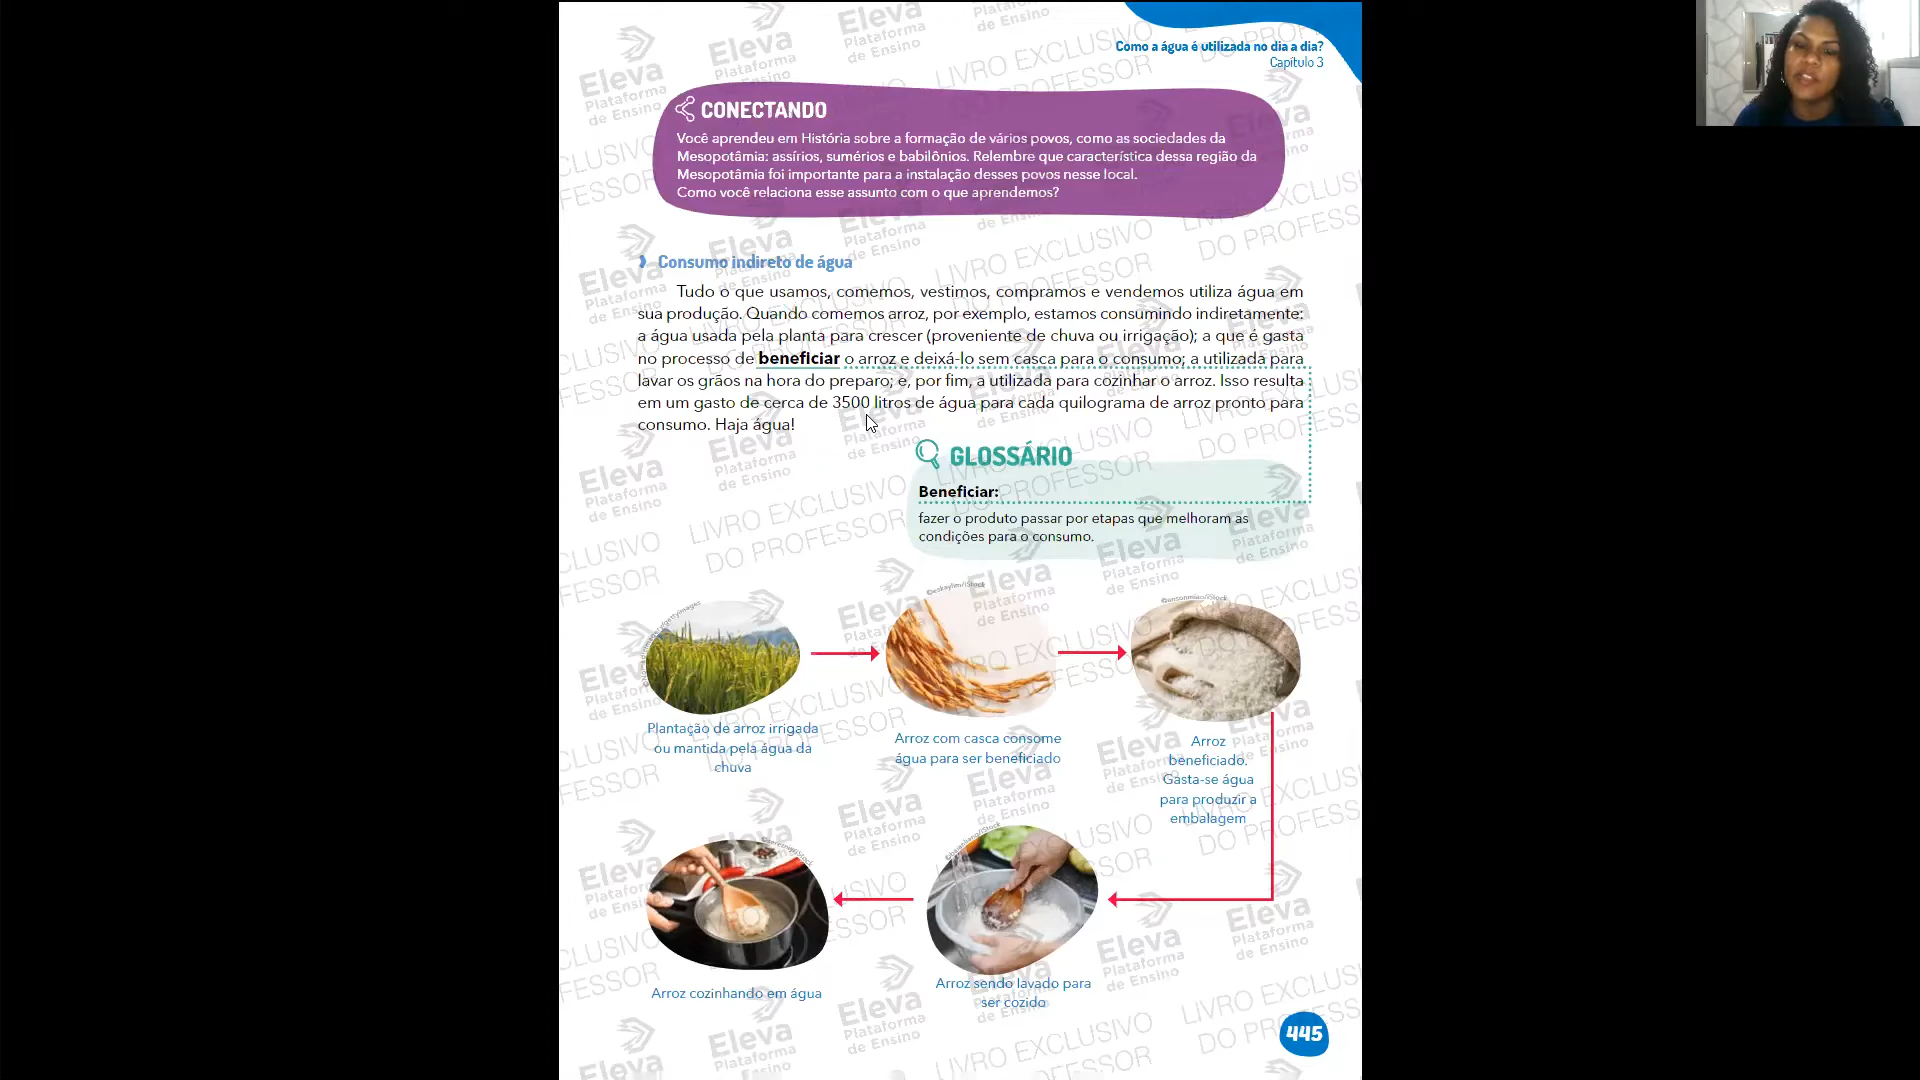 Como a água é utilizada no dia a dia?
Capítulo 3
CONECTANDO
Você aprendeu em História sobre a formação de vários povos, como as sociedades da
Mesopotâmia: assírios, sumérios e babilônios. Relembre que característica dessa região da
Mesopotâmia foi importante para a instalação desses povos nesse local.
Como você relaciona esse assunto com o que aprendemos?
Consumo indireto de água
Tudo o que usamos, comemos, vestimos, compramos e vendemos utiliza água em
sua produção. Quando comemos arroz, por exemplo, estamos consumindo indiretamente:
a água usada pela planta para crescer (proveniente de chuva ou irrigação); a que é gasta
no processo de beneficiar o arroz e deixá-lo sem casca para o consumo; a utilizada para
lavar os grãos na hora do preparo; e, por fim, a utilizada para cozinhar o arroz. Isso resulta
em um gasto de cerca de 3500 litros de água para cada quilograma de arroz pronto para
consumo. Haja água!
GLOSSÁRIO
Beneficiar:
fazer o produto passar por etapas que melhoram as
condições para o consumo.
Plantação de arroz irrigada
ou mantida pela água da
chuva
Arroz com casca consome
água para ser beneficiado
Arroz
beneficiado.
Gasta-se água
para produzir a
embalagem
Arroz cozinhando em água
Arroz sendo lavado para
ser cozido
445
Eleva
Plataforma
de Ensino
LIVRO EXCLUSIVO
DO PROFESSOR